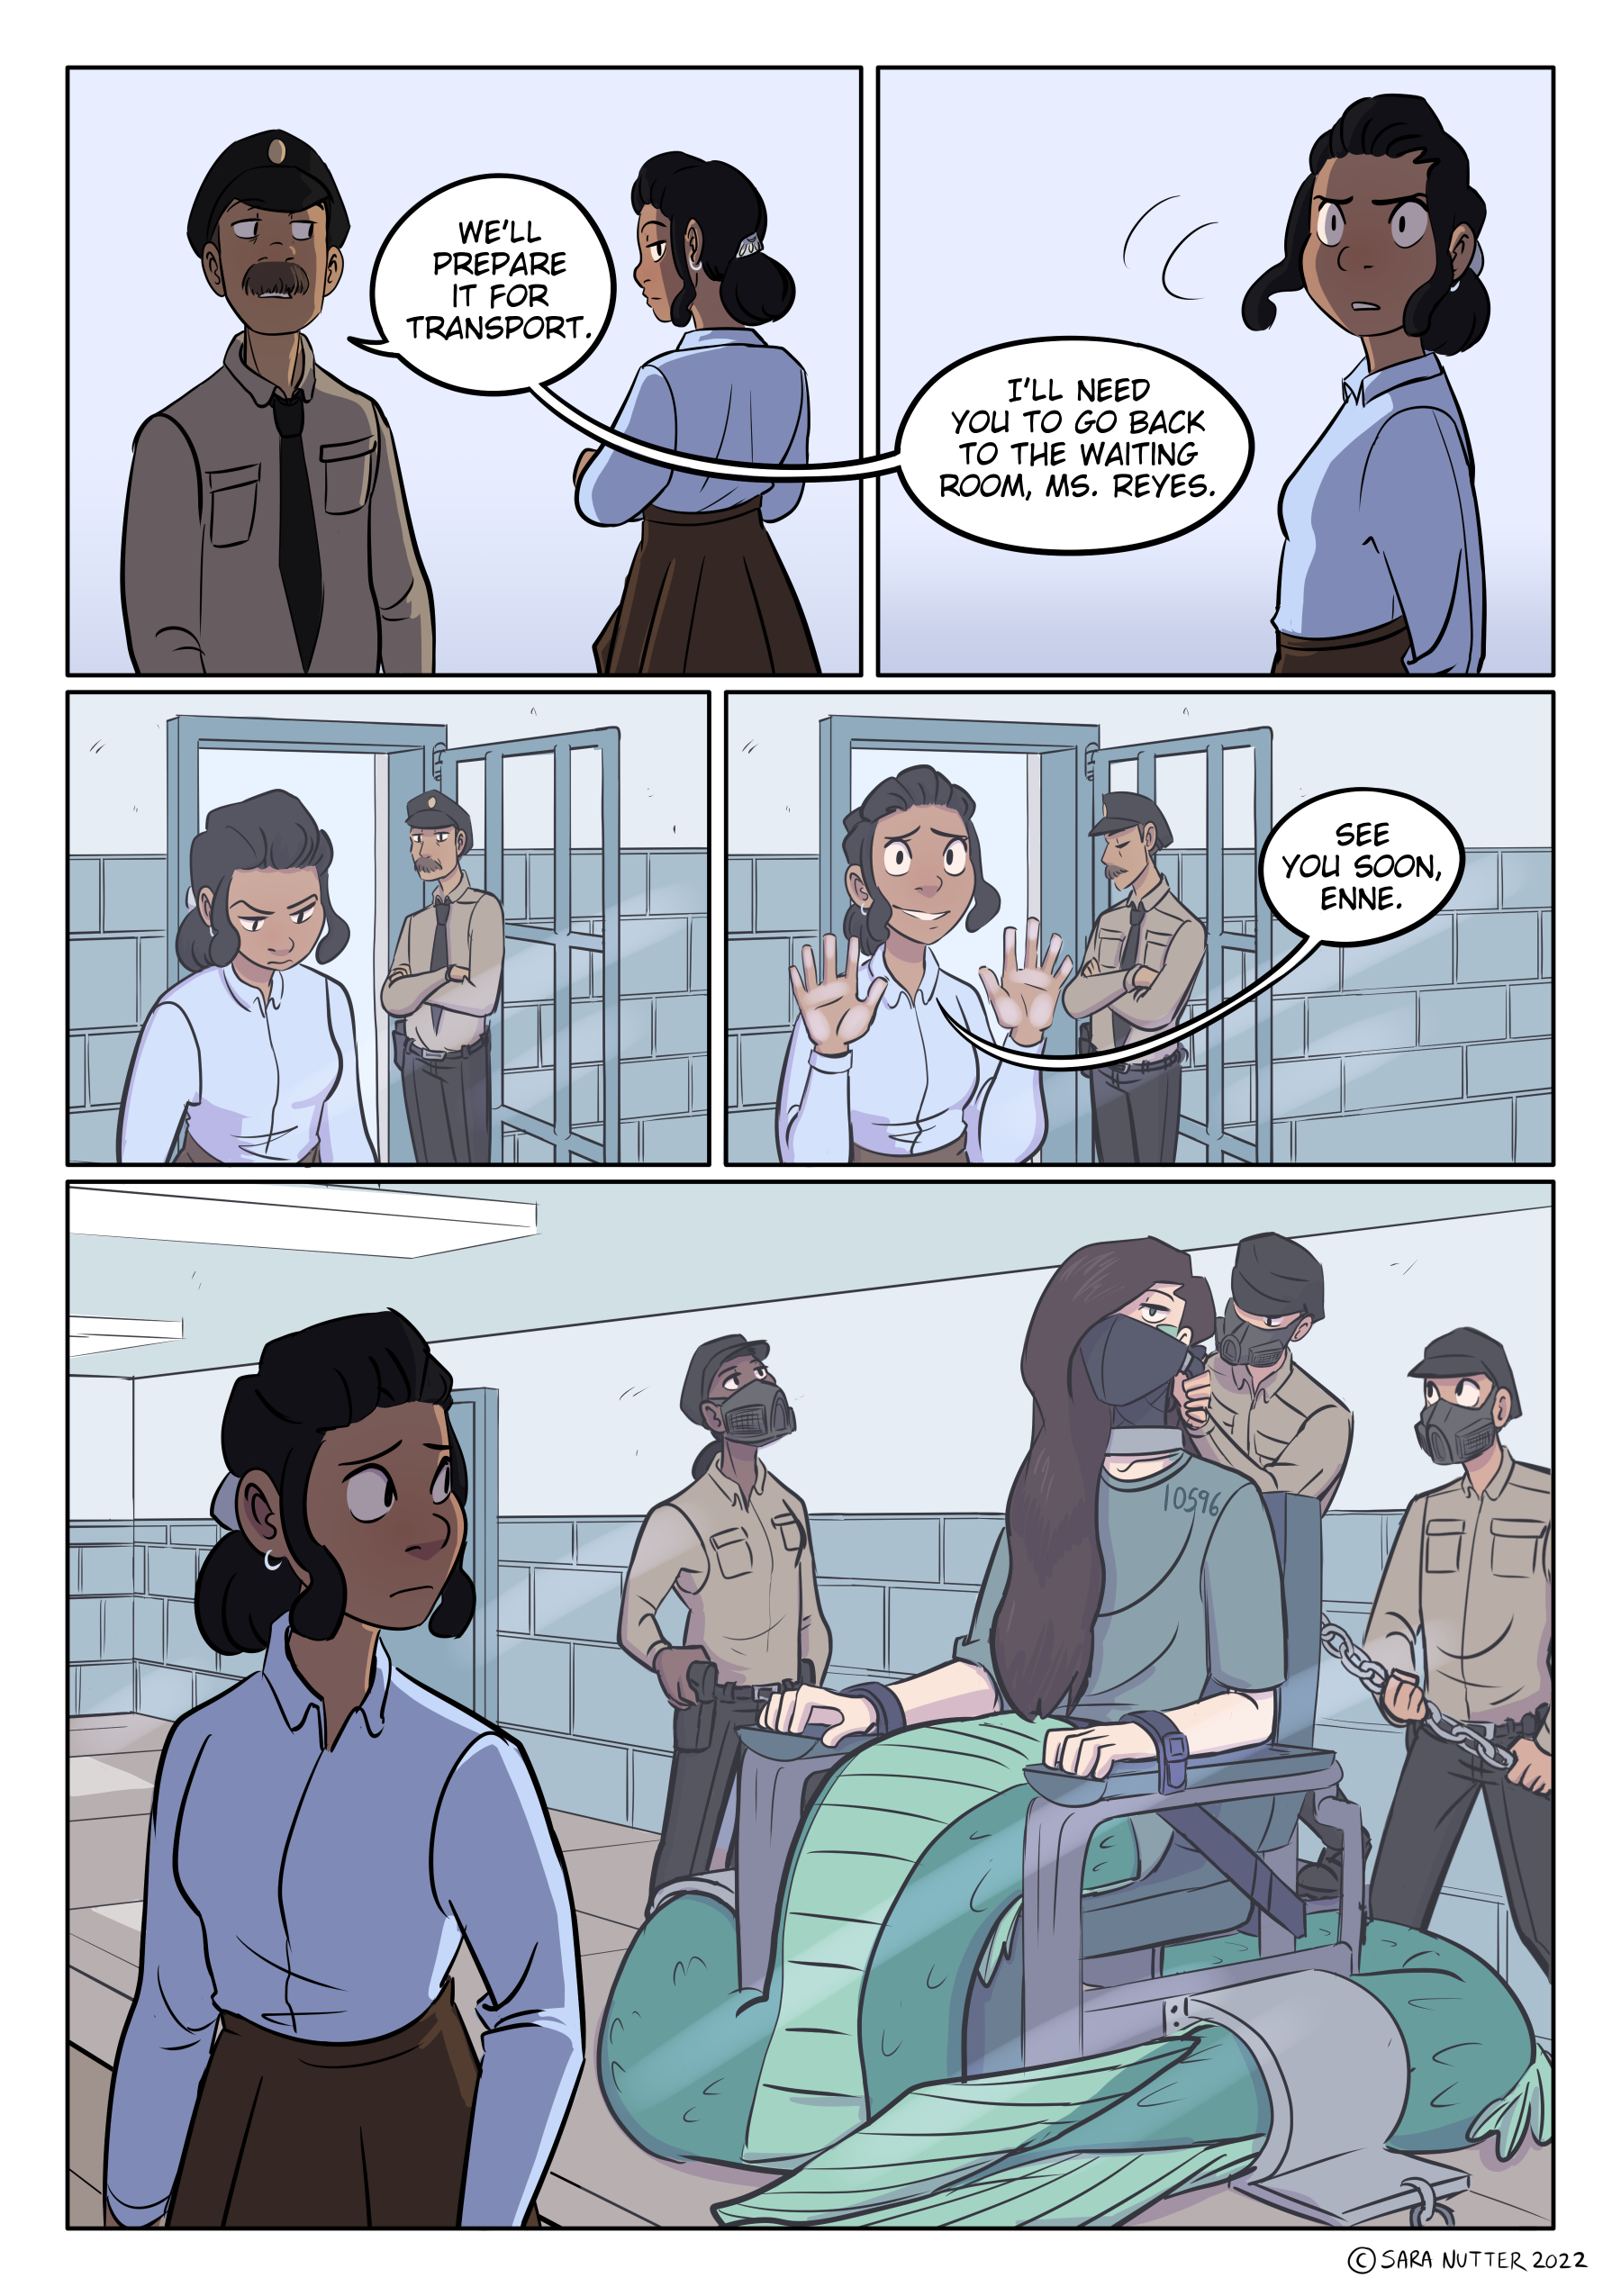 WE'LL
PREPARE
IT FOR
TRANSPORT.
I'LL NEED
YOU TO GO BACK
TO THE WAITING
ROOM, MS. REYES.
SEE
YOU SOON,
ENNE.
10596
© SARA NUTTER 2022